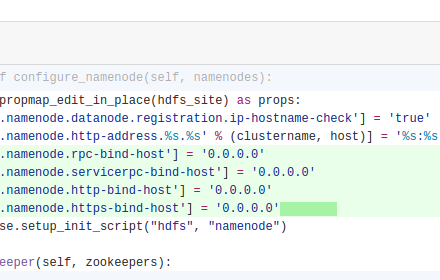 f configure_namenode(self, namenodes):
propmap_edit_in_place(hdfs_site) as props:
.namenode.datanode.registration.ip-hostname-check'] = 'true'
.namenode.http-address.%s.%s' % (clustername, host)] = '%s:%s
.namenode.rpc-bind-host'] = '0.0.0.0'
.namenode.servicerpc-bind-host'] = '0.0.0.0'
.namenode.http-bind-host'] = '0.0.0.0'
.namenode.https-bind-host'] = '0.0.0.0'
se.setup_init_script("hdfs", "namenode")
eeper(self, zookeepers):